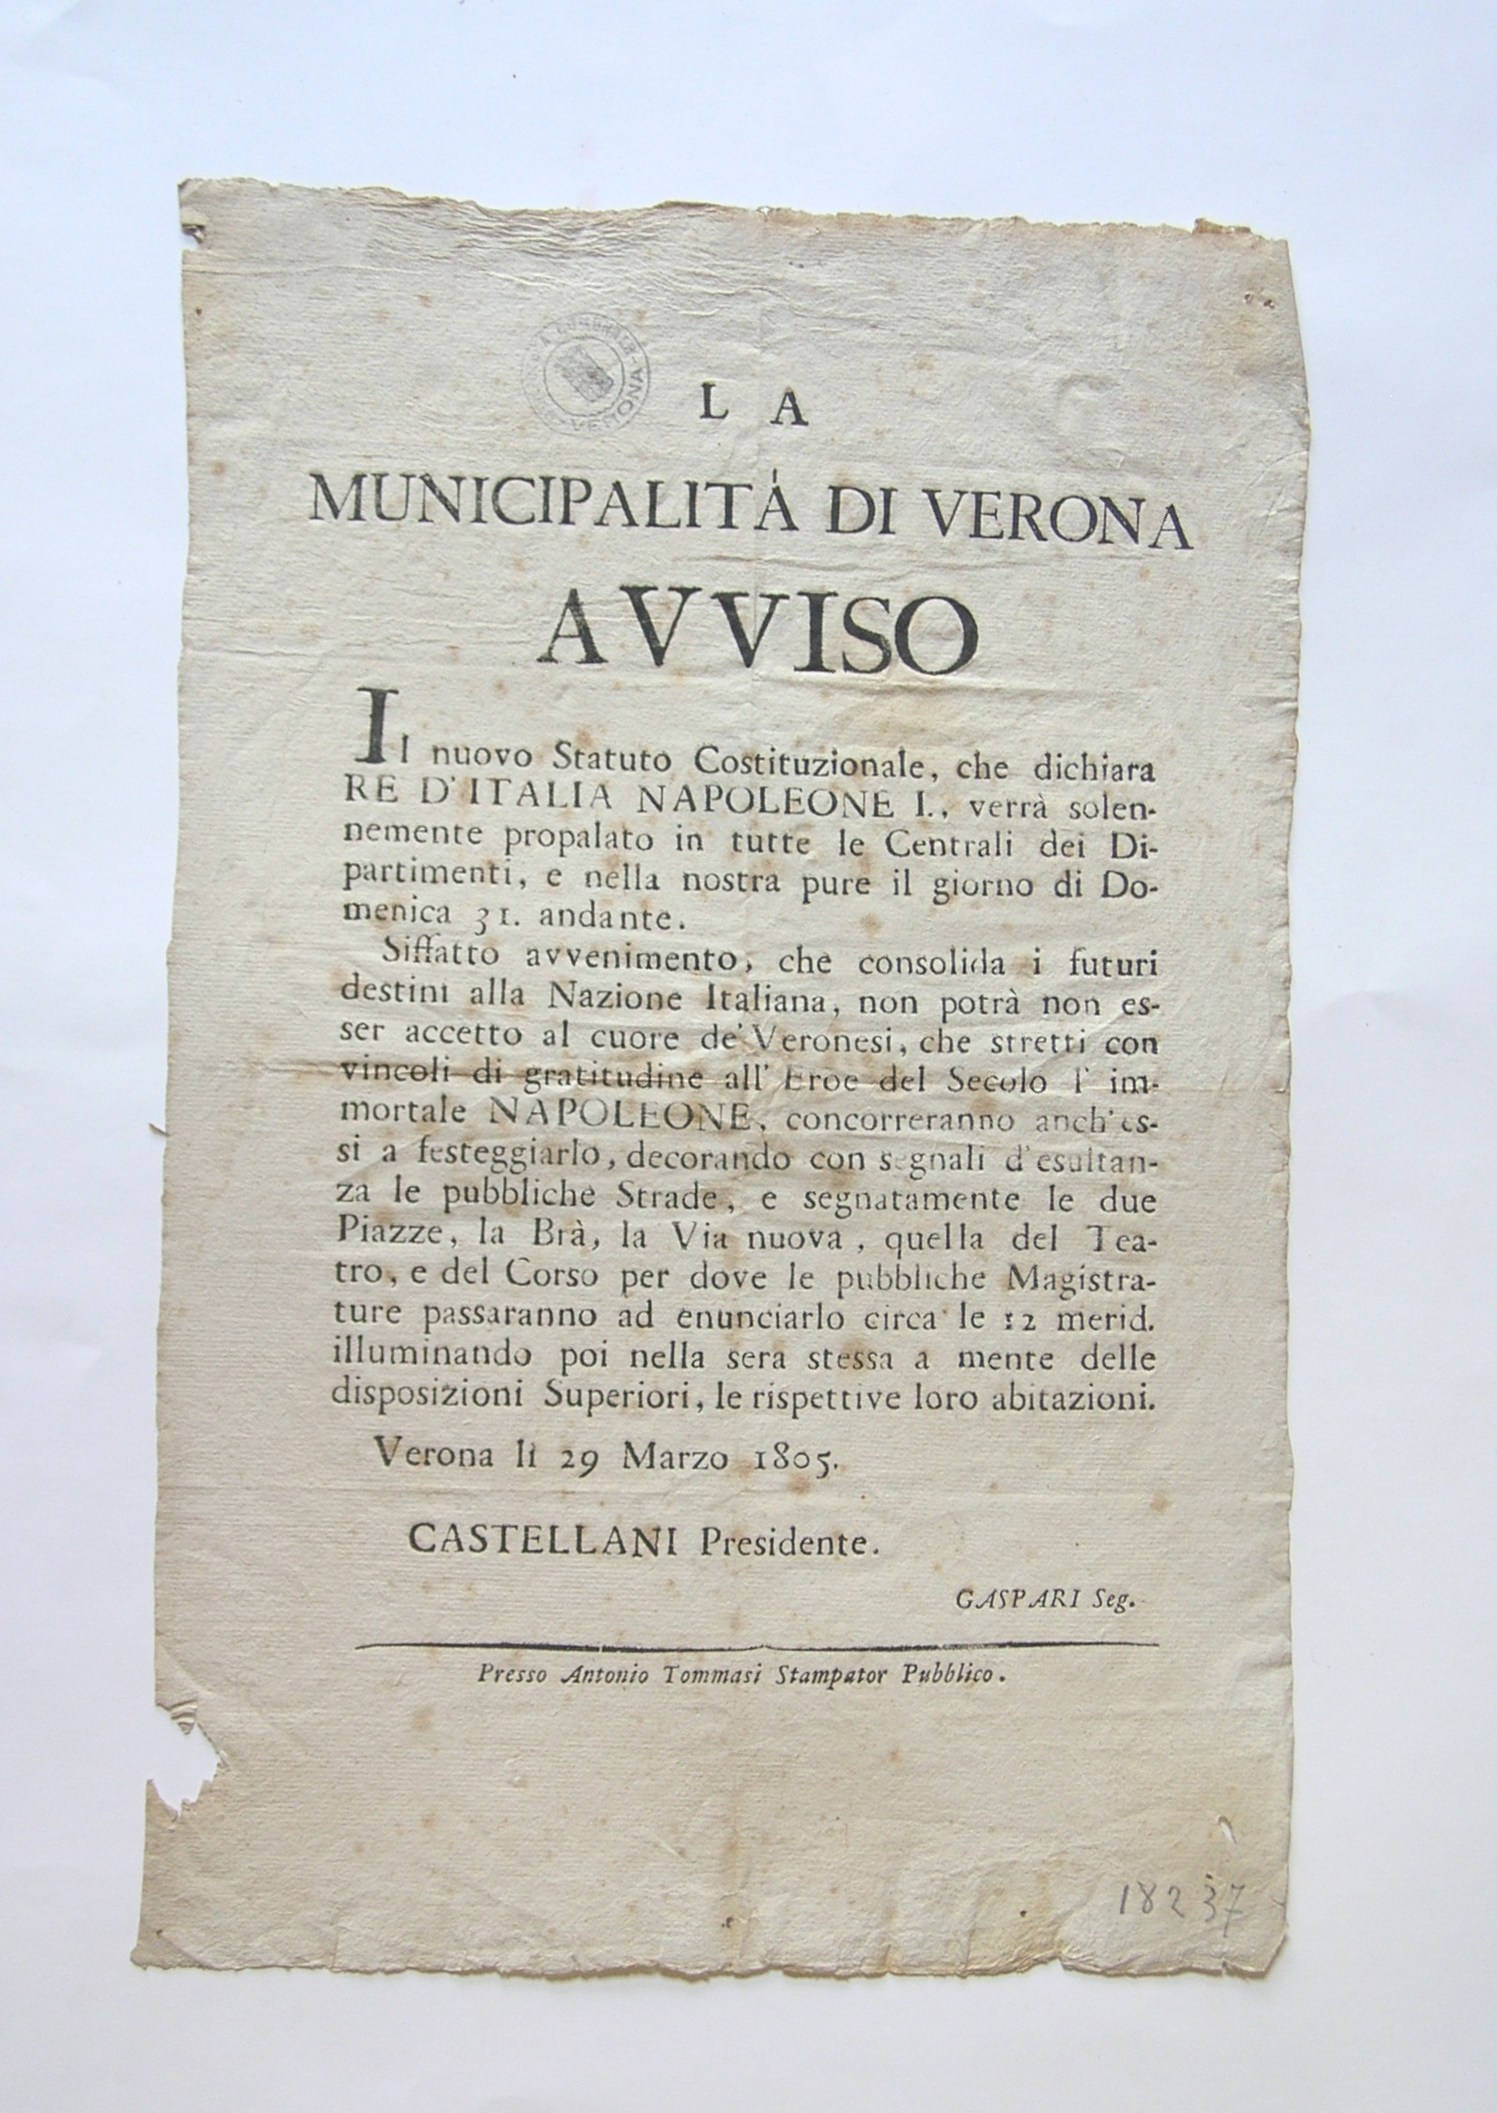 LA
MUNICIPALITÁ DI VERONA
AVVISO
Il nuovo Statuto Costituzionale, che dichiara
RE D'ITALIA NAPOLEONE I., verrà solen-
nemente propalato in tutte le Centrali dei Di-
partimenti, e nella nostra pure il giorno di Do-
menica 31. andante.
Siffatto avvenimento, che consolida i futuri
destini alla Nazione Italiana, non potrà non es-
ser accetto al cuore de' Veronesi, che stretti con
vincoli di gratitudine all' Eroe del Secolo l' im-
mortale NAPOLEONE, concorreranno anch' es-
si a festeggiarlo, decorando con segnali d'esultan-
za le pubbliche Strade, e segnatamente le due
Piazze, la Brà, la Via nuova, quella del Tea-
tro, e del Corso per dove le pubbliche Magistra-
ture passaranno ad enunciarlo circa le 12 merid.
illuminando poi nella sera stessa a mente delle
disposizioni Superiori, le rispettive loro abitazioni.
Verona lì 29 Marzo 1805.
CASTELLANI Presidente.
GASPARI Seg.
Presso Antonio Tommasi Stampator Pubblico.
18237
VERONA